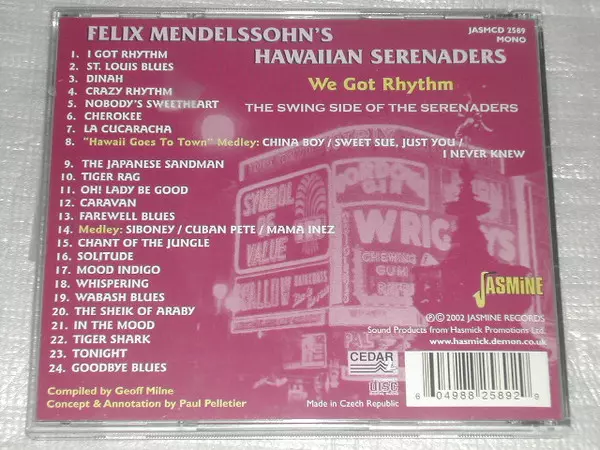 FELIX MENDELSSOHN'S
HAWAIIAN SERENADERS
JASMCD 2589
MONO
We Got Rhythm
THE SWING SIDE OF THE SERENADERS
1. I GOT RHYTHM
2. ST. LOUIS BLUES
3. DINAH
4. CRAZY RHYTHM
5. NOBODY'S SWEETHEART
6. CHEROKEE
7. LA CUCARACHA
8. "Hawaii Goes To Town" Medley: CHINA BOY / SWEET SUE, JUST YOU /
I NEVER KNEW
9. THE JAPANESE SANDMAN
10. TIGER RAG
11. OH! LADY BE GOOD
12. CARAVAN
13. FAREWELL BLUES
14. Medley: SIBONEY / CUBAN PETE / MAMA INEZ
15. CHANT OF THE JUNGLE
16. SOLITUDE
17. MOOD INDIGO
18. WHISPERING
19. WABASH BLUES
20. THE SHEIK OF ARABY
21. IN THE MOOD
22. TIGER SHARK
23. TONIGHT
24. GOODBYE BLUES
Compiled by Geoff Milne
Concept & Annotation by Paul Pelletier
SYMBOL
OF
VALUE
GORDON'S
GIN
WRIGLEYS
CHEWING
GUM
JASMINE
℗© 2002 JASMINE RECORDS
Sound Products from Hasmick Promotions Ltd.
www.hasmick.demon.co.uk
CEDAR
DISC
DIGITAL AUDIO
Made in Czech Republic
6 04988 25892 9